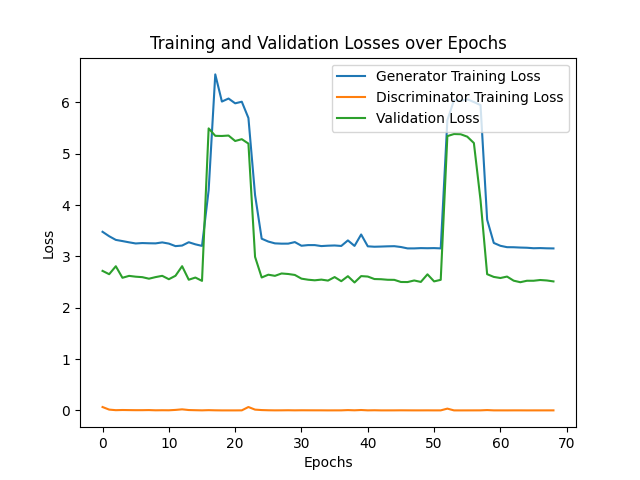 Training and Validation Losses over Epochs
Generator Training Loss
Discriminator Training Loss
Validation Loss
Loss
6
5
4
3
2
1
0
0 10 20 30 40 50 60 70
Epochs